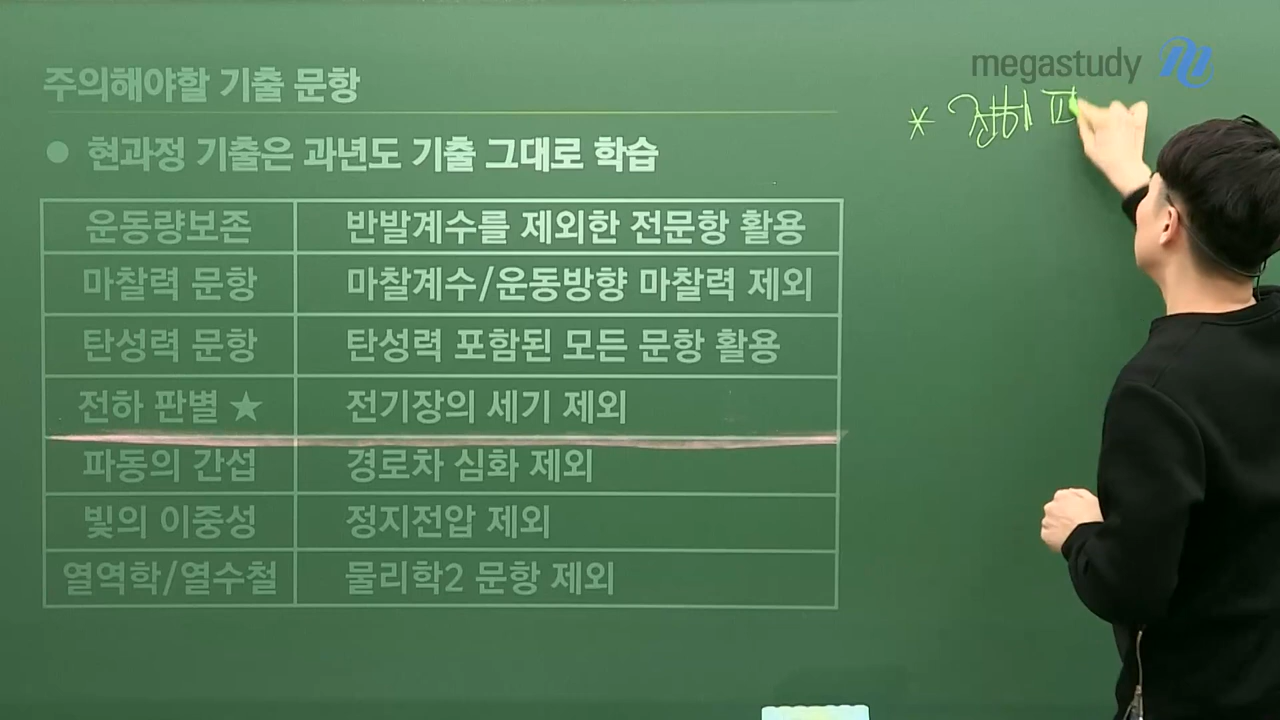 megastudy
주의해야할 기출 문항
* 전하 ㅍ
● 현과정 기출은 과년도 기출 그대로 학습
운동량보존 반발계수를 제외한 전문항 활용
마찰력 문항 마찰계수/운동방향 마찰력 제외
탄성력 문항 탄성력 포함된 모든 문항 활용
전하 판별 ★ 전기장의 세기 제외
파동의 간섭 경로차 심화 제외
빛의 이중성 정지전압 제외
열역학/열수철 물리학2 문항 제외